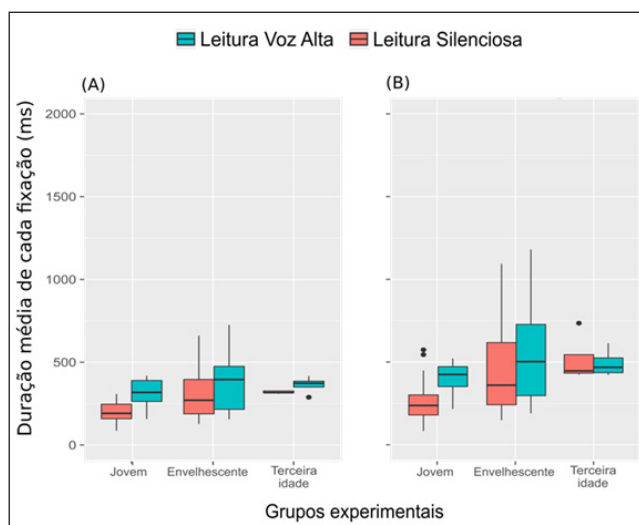 Leitura Voz Alta Leitura Silenciosa
(A)
(B)
Duração média de cada fixação (ms)
2000
1500
1000
500
0
Jovem Envelhescente Terceira
idade
Jovem Envelhescente Terceira
idade
Grupos experimentais